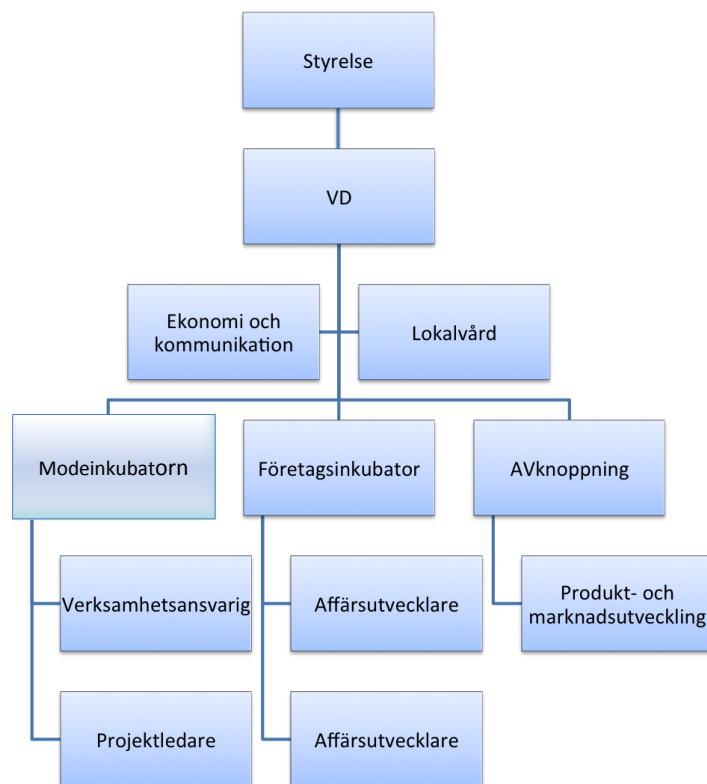 Styrelse
VD
Ekonomi och
kommunikation
Lokalvård
Modeinkubatorn
Företagsinkubator
AVknoppning
Verksamhetsansvarig
Affärsutvecklare
Produkt- och
marknadsutveckling
Projektledare
Affärsutvecklare